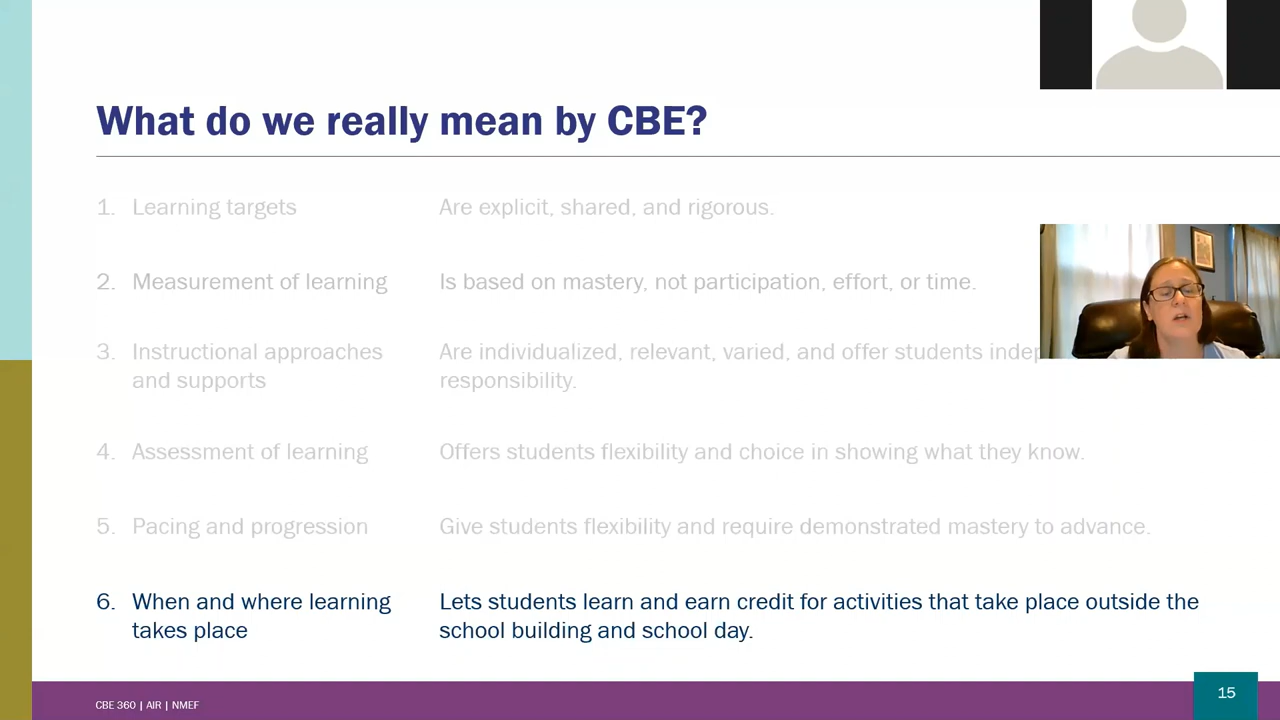 What do we really mean by CBE?
1. Learning targets Are explicit, shared, and rigorous.
2. Measurement of learning Is based on mastery, not participation, effort, or time.
3. Instructional approaches Are individualized, relevant, varied, and offer students
and supports responsibility.
4. Assessment of learning Offers students flexibility and choice in showing what they know.
5. Pacing and progression Give students flexibility and require demonstrated mastery to advance.
6. When and where learning Lets students learn and earn credit for activities that take place outside the
takes place school building and school day.
CBE 360 | AIR | NMEF
15